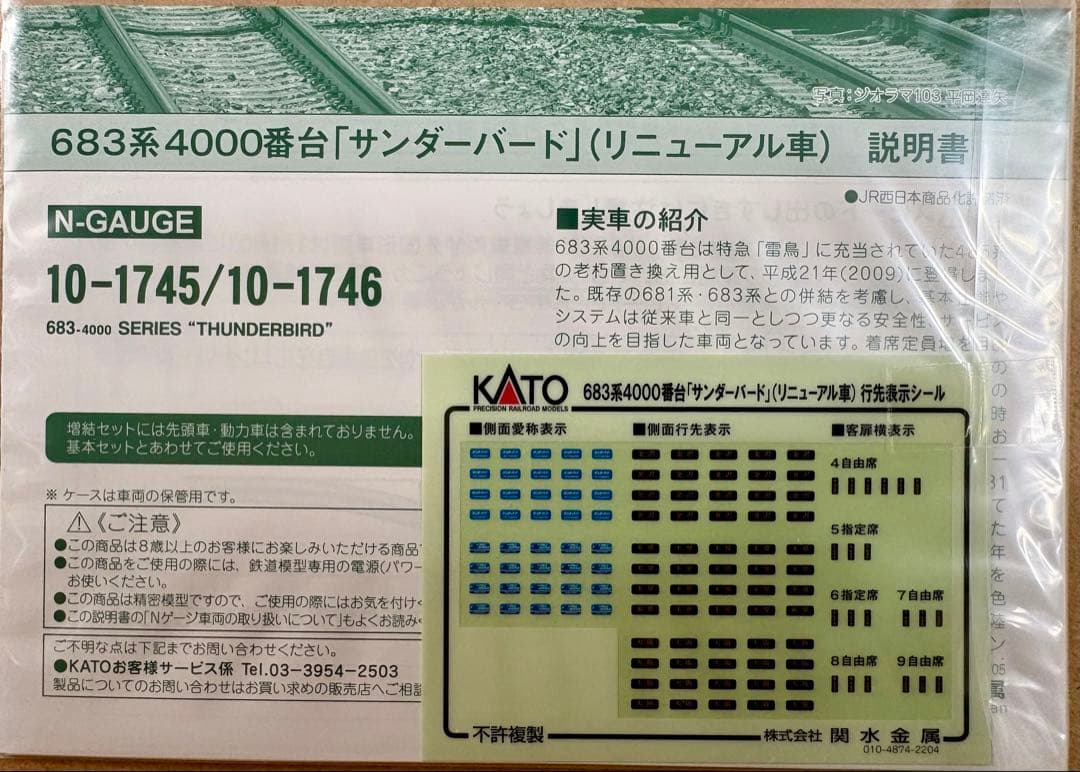 写真：ジオラマ103 平岡達矢
683系4000番台「サンダーバード」（リニューアル車） 説明書
●JR西日本商品化許諾済
N-GAUGE
10-1745/10-1746
683-4000 SERIES "THUNDERBIRD"
■実車の紹介
683系4000番台は特急「雷鳥」に充当されていた485系
の老朽置き換え用として、平成21年(2009)に登場しまし
た。既存の681系・683系との併結を考慮し、基本性能や
システムは従来車と同一としつつ更なる安全性、サービス
の向上を目指した車両となっています。着席定員増を目
増結セットには先頭車・動力車は含まれておりません。
基本セットとあわせてご使用ください。
※ ケースは車両の保管用です。
⚠《ご注意》
●この商品は8歳以上のお客様にお楽しみいただける商品
●この商品をご使用の際には、鉄道模型専用の電源(パワー
お使いください。
●この商品は精密模型ですので、ご使用の際にはお気を付け
●この説明書の「Nゲージ車両の取り扱いについて」もよくお読み
ご不明な点は下記までお問い合わせください。
●KATOお客様サービス係 Tel.03-3954-2503
製品についてのお問い合わせはお買い求めの販売店へご相談
KATO
PRECISION RAILROAD MODELS
683系4000番台「サンダーバード」（リニューアル車） 行先表示シール
■側面愛称表示
■側面行先表示
■客扉横表示
4自由席
5指定席
6指定席 7自由席
8自由席 9自由席
不許複製
株式会社 関水金属
010-4874-2204